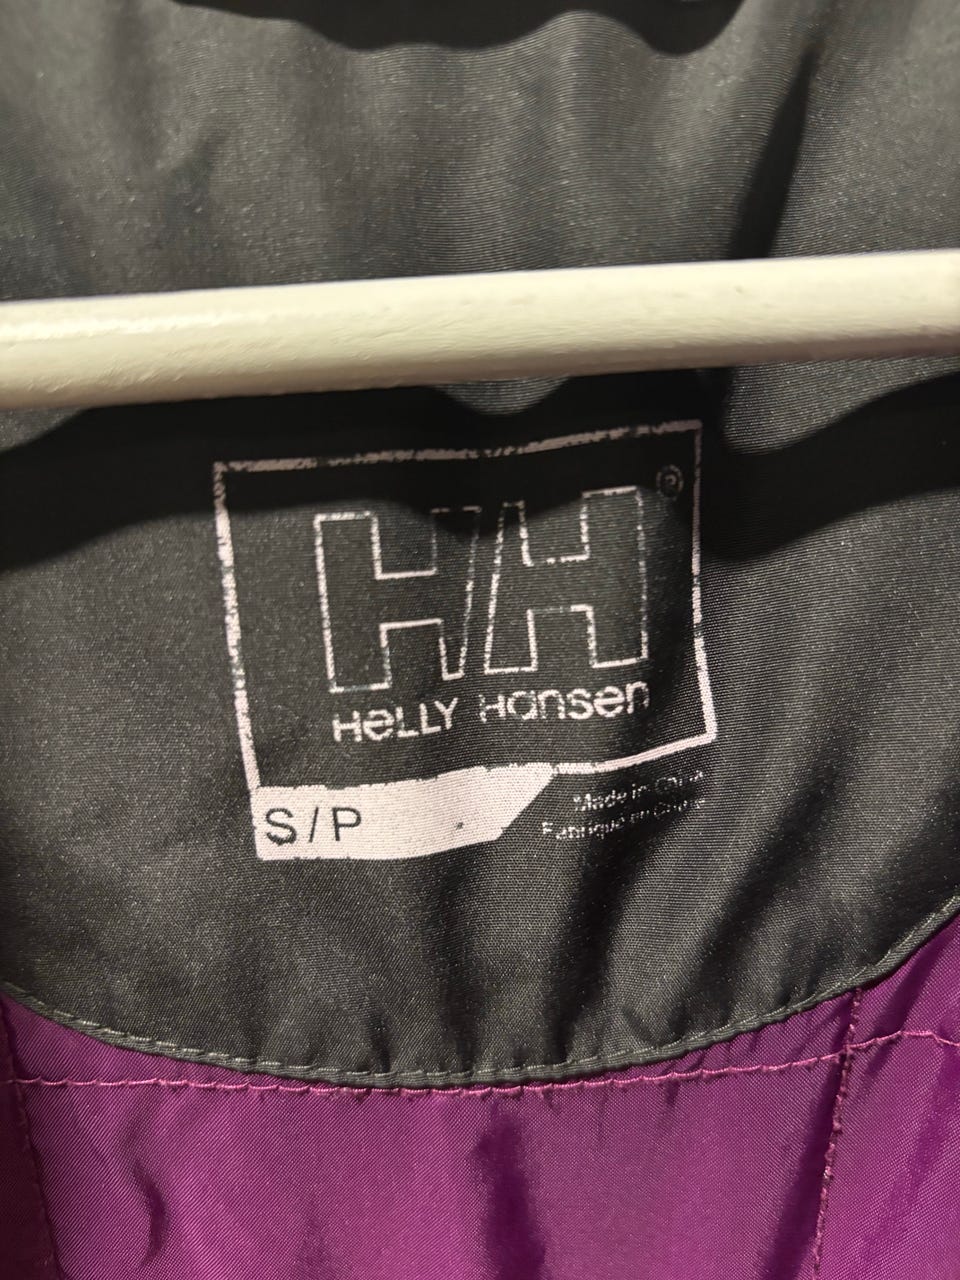 HH®
HELLY HANSEN
S/P
Made in China
Fabriqué en Chine